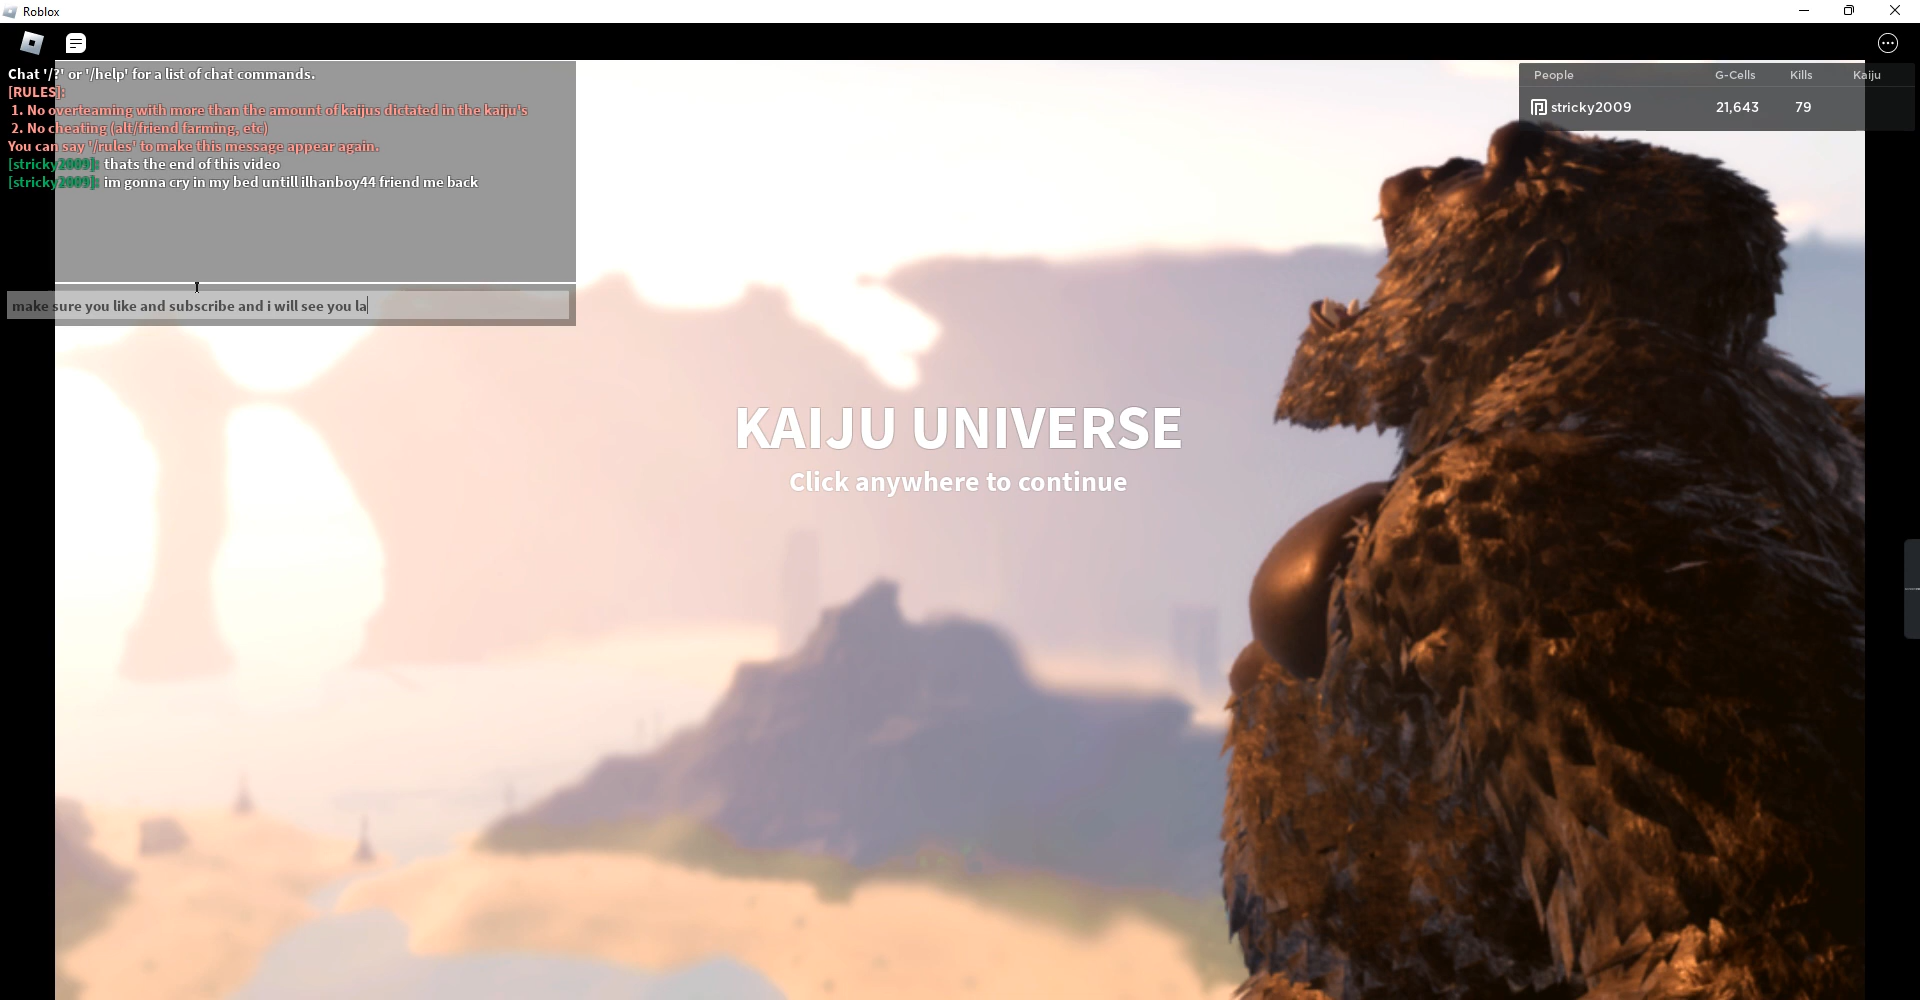 Roblox
Chat '/?' or '/help' for a list of chat commands.
[RULES]:
1. No overteaming with more than the amount of kaijus dictated in the kaiju's
2. No cheating (alt/friend farming, etc)
You can say '/rules' to make this message appear again.
[stricky2009]: thats the end of this video
[stricky2009]: im gonna cry in my bed untill ilhanboy44 friend me back
make sure you like and subscribe and i will see you la
People G-Cells Kills Kaiju
stricky2009 21,643 79
KAIJU UNIVERSE
Click anywhere to continue